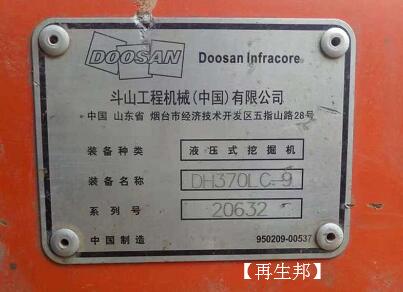 DOOSAN Doosan Infracore
斗山工程机械(中国)有限公司
中国 山东省 烟台市经济技术开发区五指山路28号
装备种类 液压式挖掘机
装备名称 DH370LC-9
系列号 20632
中国制造 950209-00537
【再生邦】